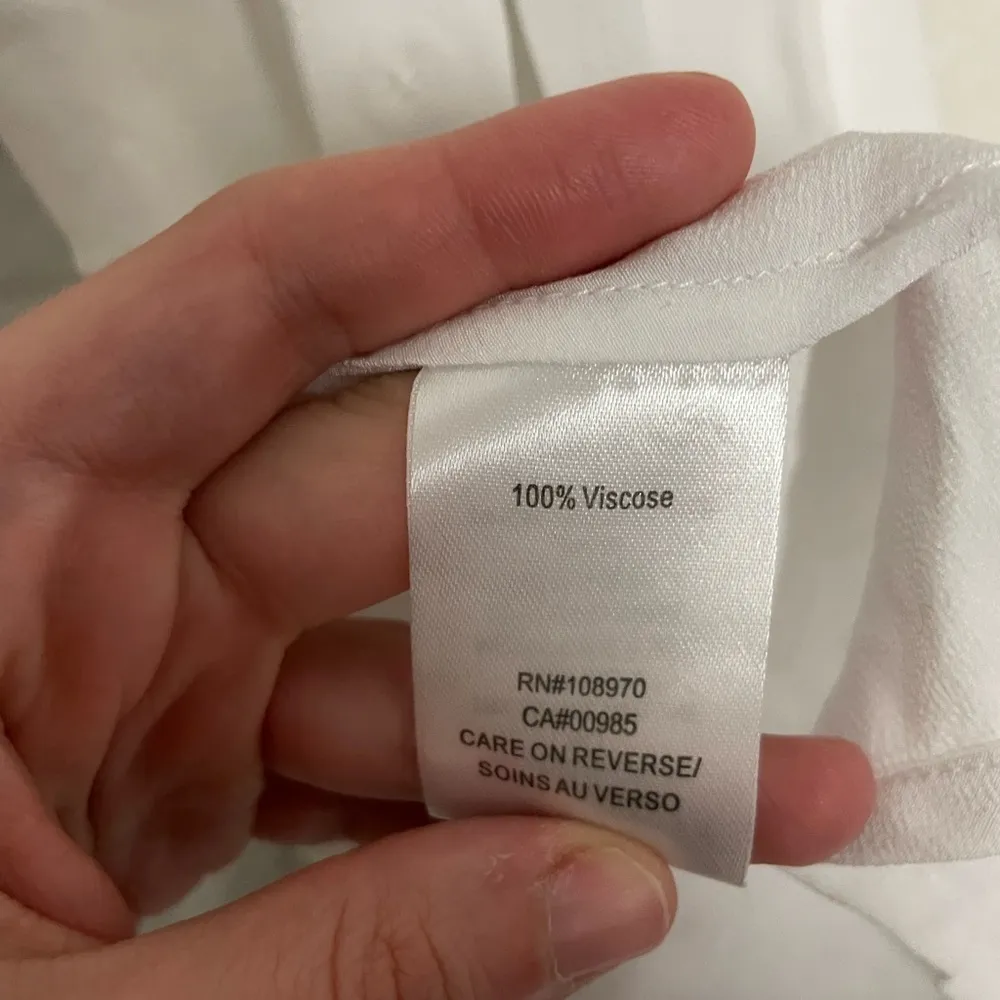 100% Viscose
RN#108970
CA#00985
CARE ON REVERSE/
SOINS AU VERSO